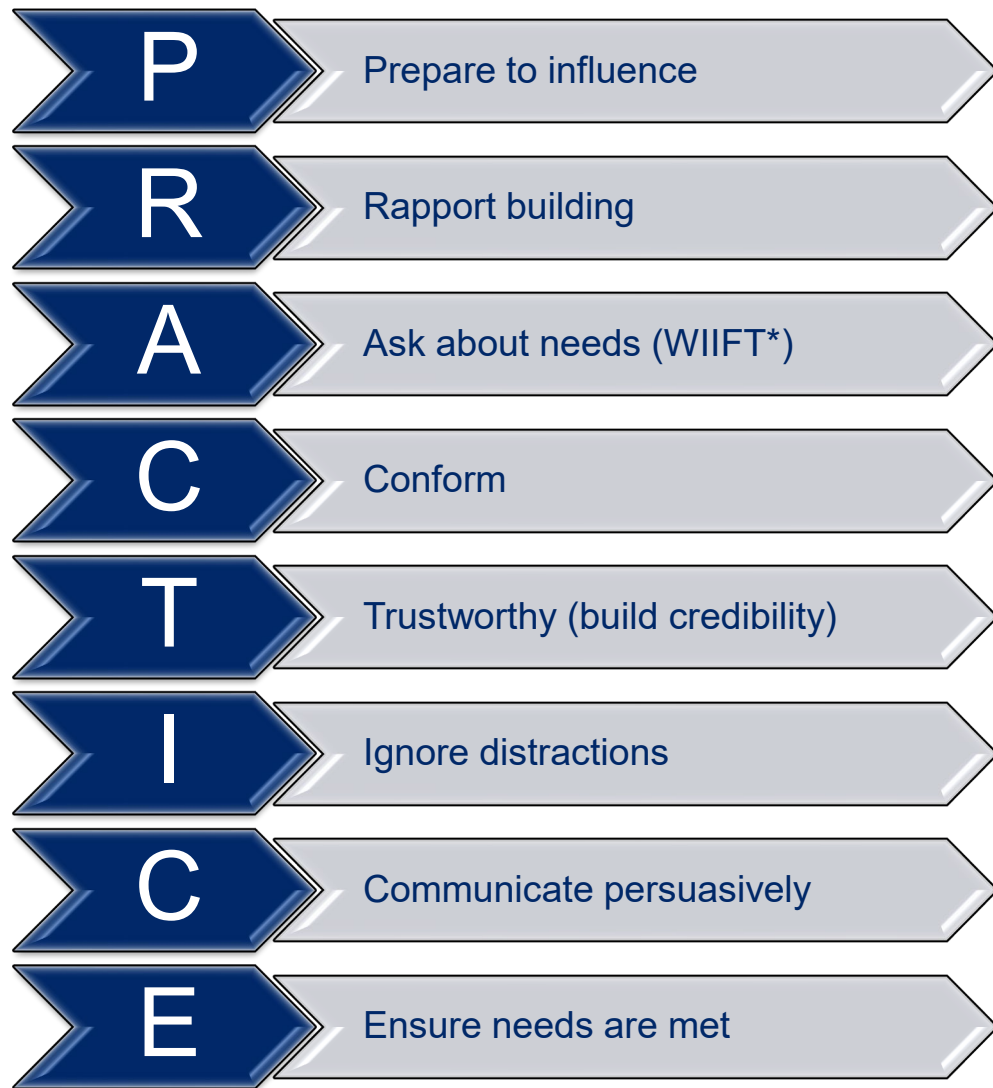 P Prepare to influence
R Rapport building
A Ask about needs (WIIFT*)
C Conform
T Trustworthy (build credibility)
I Ignore distractions
C Communicate persuasively
E Ensure needs are met